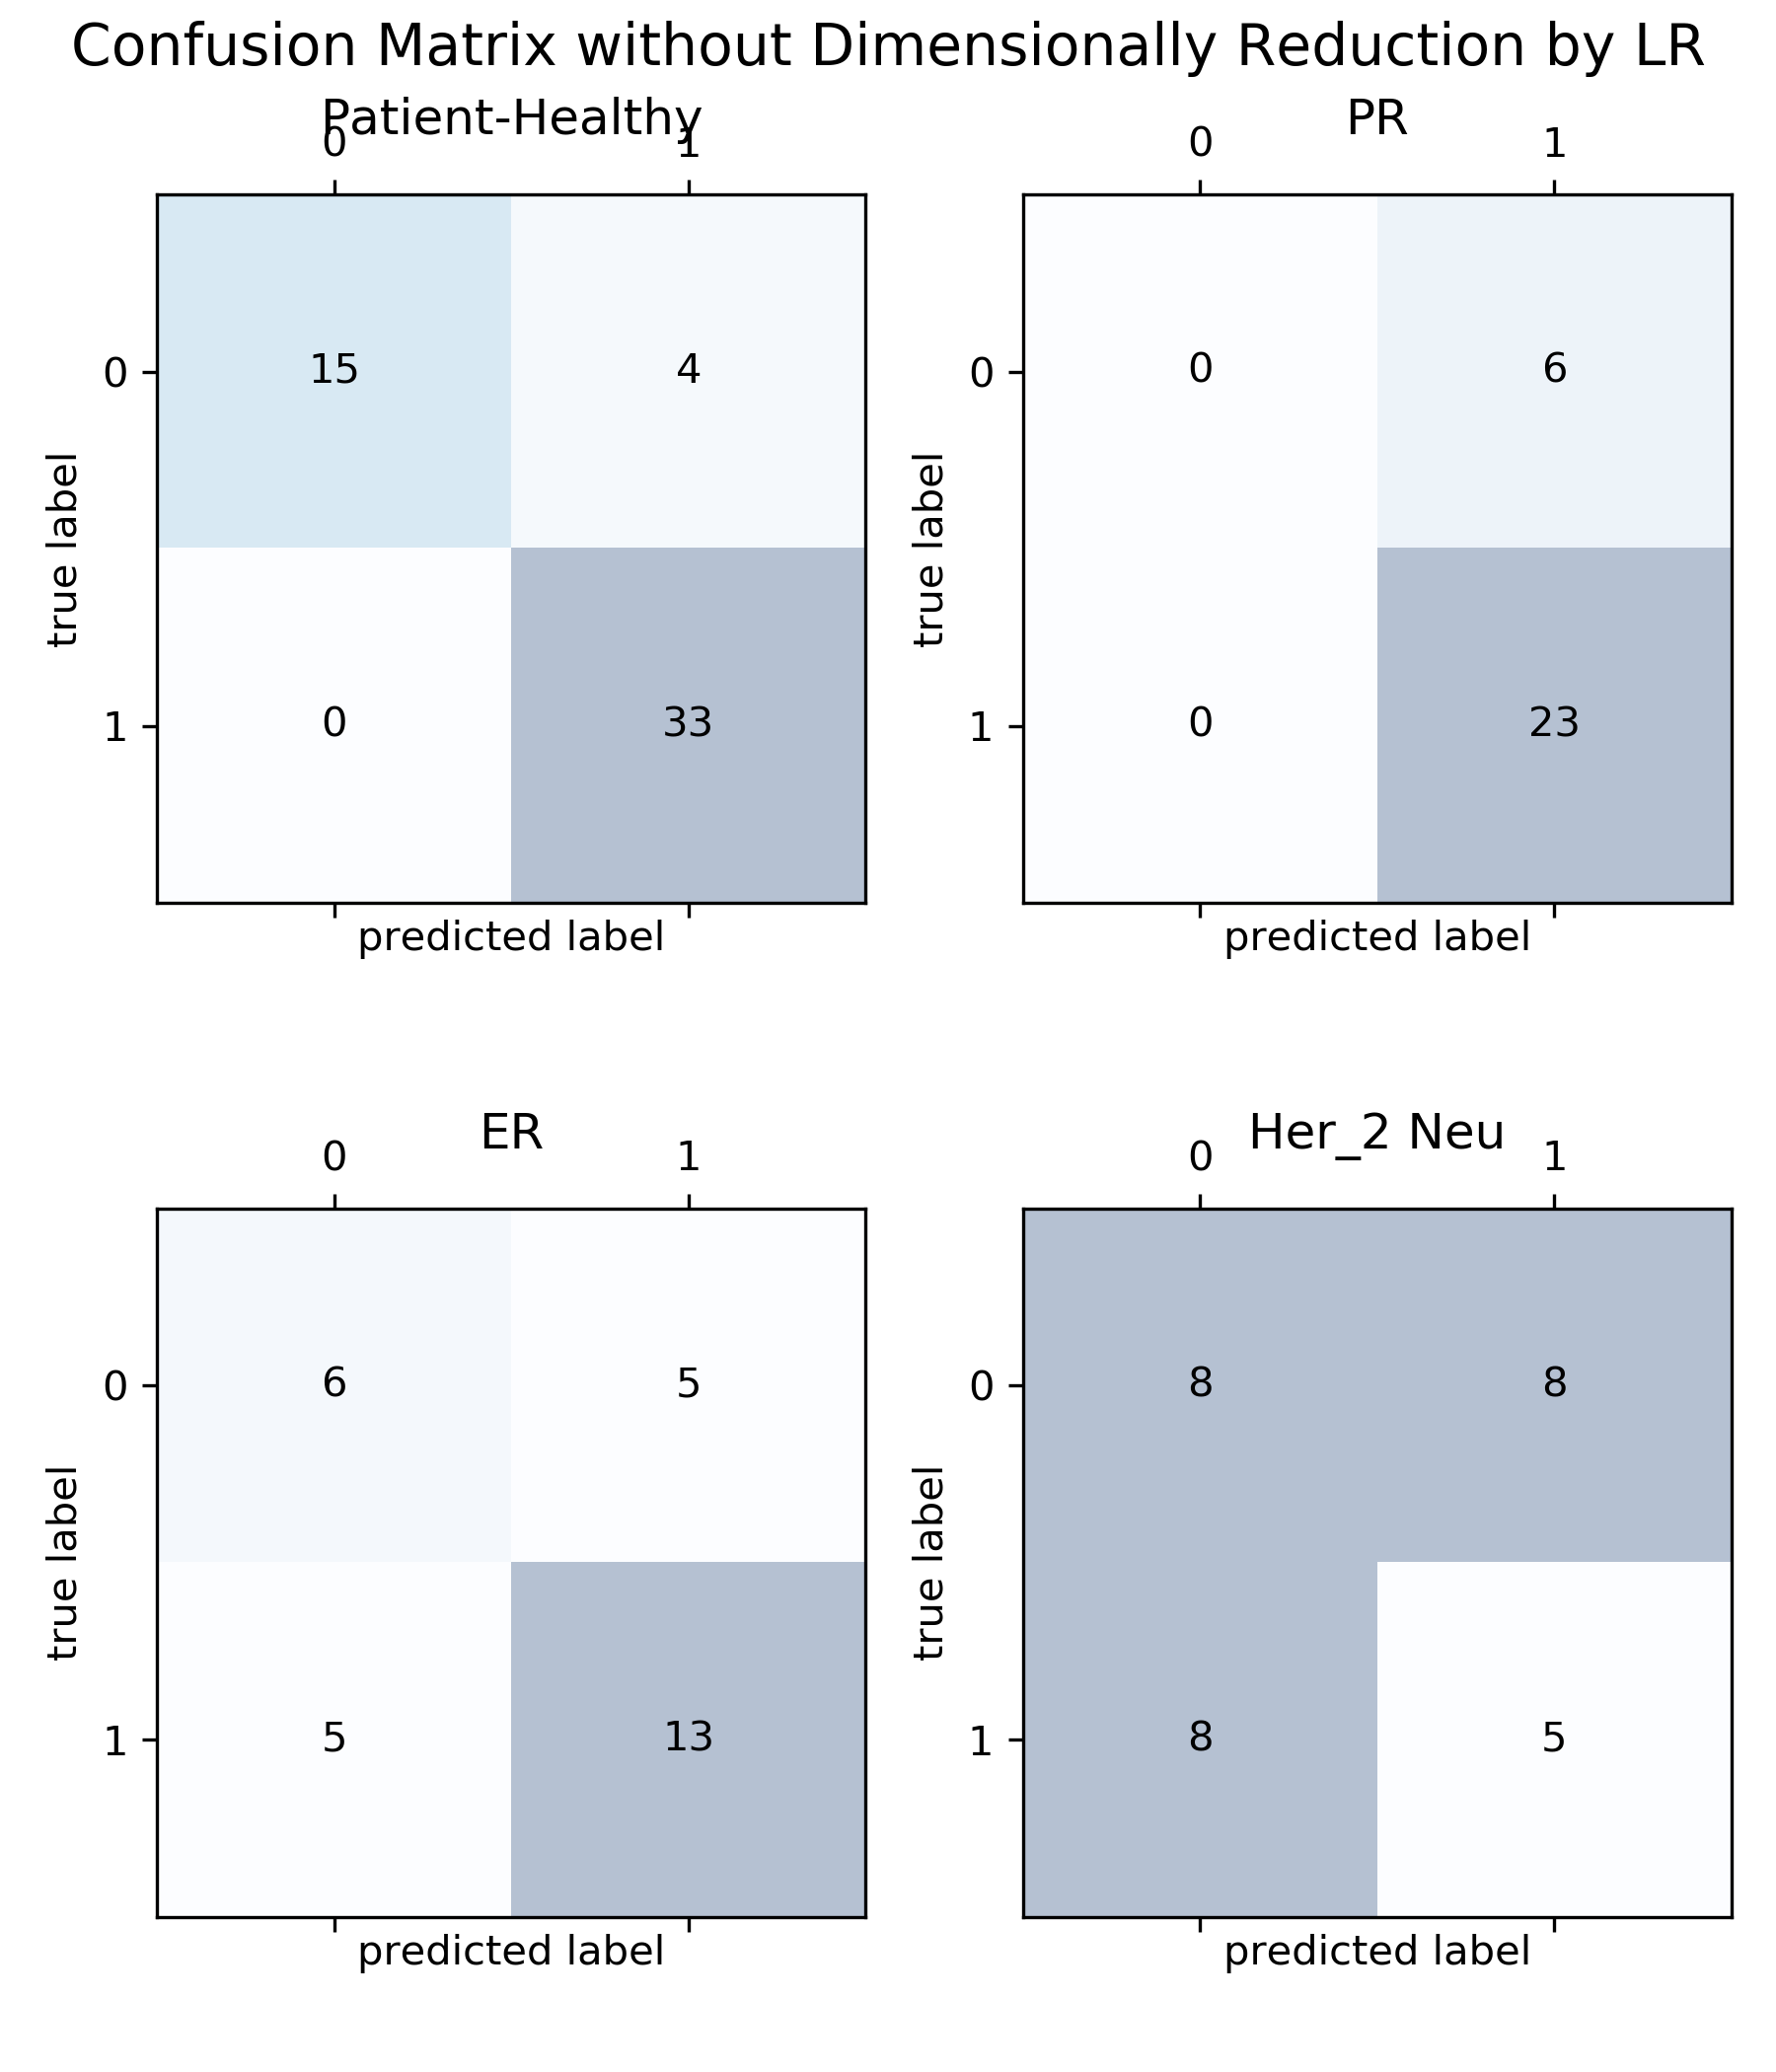 Confusion Matrix without Dimensionally Reduction by LR
Patient-Healthy
0 1
0 15 4
1 0 33
true label
predicted label
PR
0 1
0 0 6
1 0 23
true label
predicted label
ER
0 1
0 6 5
1 5 13
true label
predicted label
Her_2 Neu
0 1
0 8 8
1 8 5
true label
predicted label